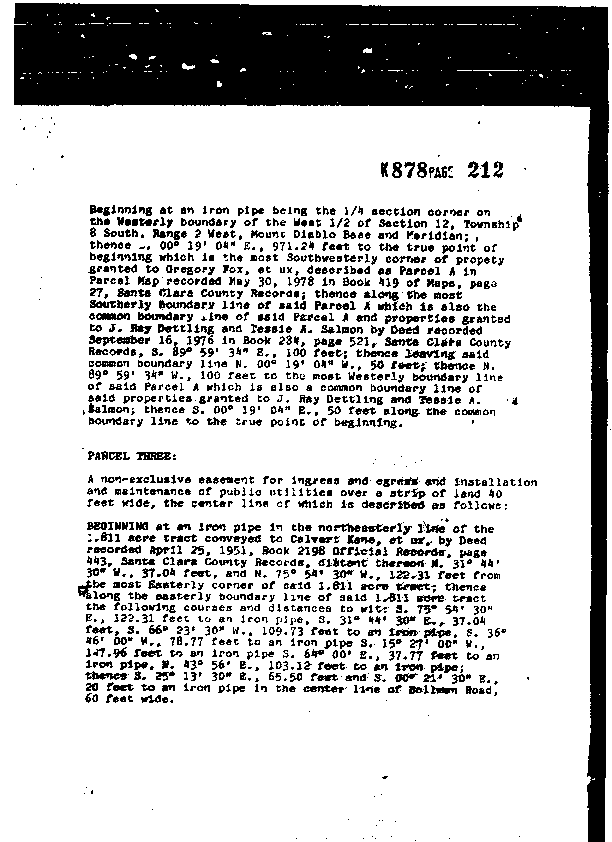 K878PAGE 212
Beginning at an iron pipe being the 1/4 section corner on
the Westerly boundary of the West 1/2 of Section 12, Township
8 South, Range 2 West, Mount Diablo Base and Meridian;
thence 00° 19' 04" E., 971.24 feet to the true point of
beginning which is the most Southwesterly corner of propety
granted to Gregory Fox, et ux, described as Parcel A in
Parcel Map recorded May 30, 1978 in Book 419 of Maps, page
27, Santa Clara County Records; thence along the most
Southerly boundary line of said Parcel A which is also the
common boundary line of said Parcel A and properties granted
to J. Ray Dettling and Tessie A. Salmon by Deed recorded
September 16, 1976 in Book 284, page 521, Santa Clara County
Records, S. 89° 59' 34" E., 100 feet; thence leaving said
common boundary line N. 00° 19' 04" W., 50 feet; thence N.
89° 59' 34" W., 100 feet to the most Westerly boundary line
of said Parcel A which is also a common boundary line of
said properties granted to J. Ray Dettling and Tessie A.
Salmon; thence S. 00° 19' 04" E., 50 feet along the common
boundary line to the true point of beginning.
PARCEL THREE:
A non-exclusive easement for ingress and egress and installation
and maintenance of public utilities over a strip of land 40
feet wide, the center line of which is described as follows:
BEGINNING at an iron pipe in the northeasterly line of the
1.811 acre tract conveyed to Calvert Kane, et ux, by Deed
recorded April 25, 1951, Book 2198 Official Records, page
443, Santa Clara County Records, distant thereon N. 31° 44'
30" W., 37.04 feet, and N. 75° 54' 30" W., 122.31 feet from
the most Easterly corner of said 1.811 acre tract; thence
along the easterly boundary line of said 1.811 acre tract
the following courses and distances to wit: S. 75° 54' 30"
E., 122.31 feet to an iron pipe, S. 31° 44' 30" E., 37.04
feet, S. 66° 23' 30" W., 109.73 feet to an iron pipe, S. 36°
46' 00" W., 78.77 feet to an iron pipe S. 15° 27' 00" W.,
147.96 feet to an iron pipe S. 64° 00' E., 37.77 feet to an
iron pipe, N. 43° 56' E., 103.12 feet to an iron pipe;
thence S. 25° 13' 30" E., 65.50 feet and S. 00° 21' 30" E.,
20 feet to an iron pipe in the center line of Bollman Road,
60 feet wide.